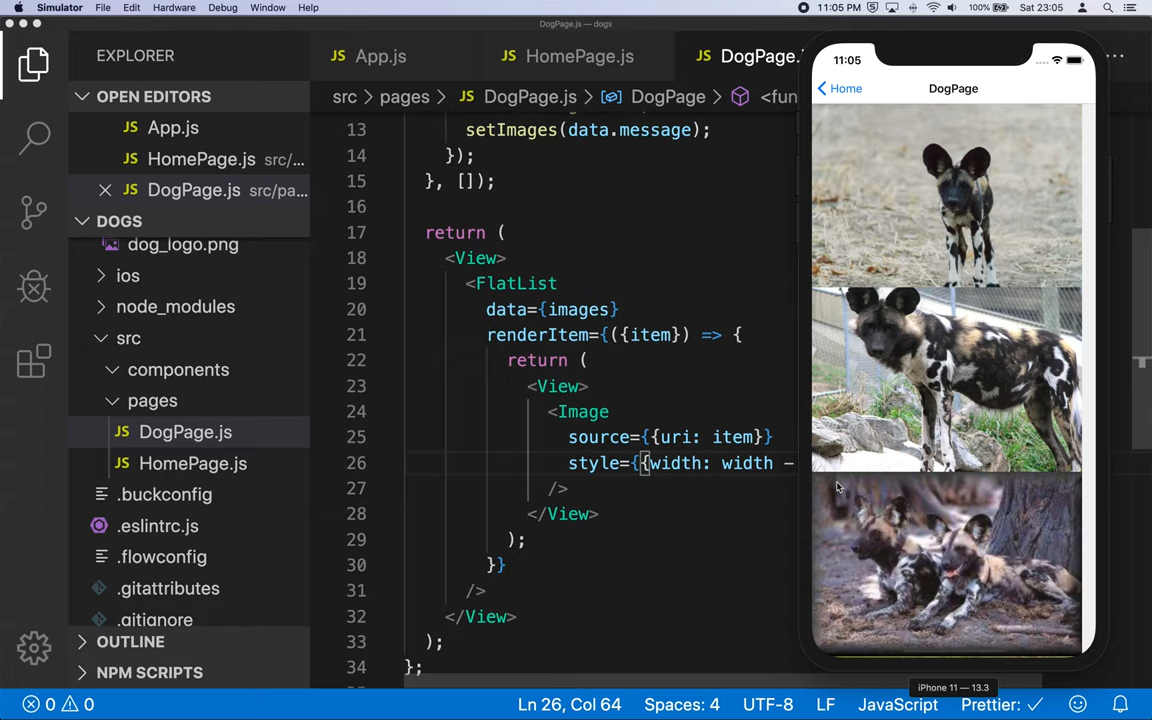 Simulator File Edit Hardware Debug Window Help 11:05 PM 100% Sat 23:05
DogPage.js — dogs
EXPLORER
OPEN EDITORS
App.js
HomePage.js src/...
DogPage.js src/pa...
DOGS
dog_logo.png
ios
node_modules
src
components
pages
DogPage.js
HomePage.js
.buckconfig
.eslintrc.js
.flowconfig
.gitattributes
.gitignore
OUTLINE
NPM SCRIPTS
JS App.js JS HomePage.js JS DogPage.
src > pages > JS DogPage.js > DogPage > <fun
13 setImages(data.message);
14 });
15 }, []);
16
17 return (
18 <View>
19 <FlatList
20 data={images}
21 renderItem={({item}) => {
22 return (
23 <View>
24 <Image
25 source={{uri: item}}
26 style={{width: width -
27 />
28 </View>
29 );
30 }}
31 />
32 </View>
33 );
34 };
11:05
Home DogPage
iPhone 11 — 13.3
0 0 Ln 26, Col 64 Spaces: 4 UTF-8 LF JavaScript Prettier: ✓